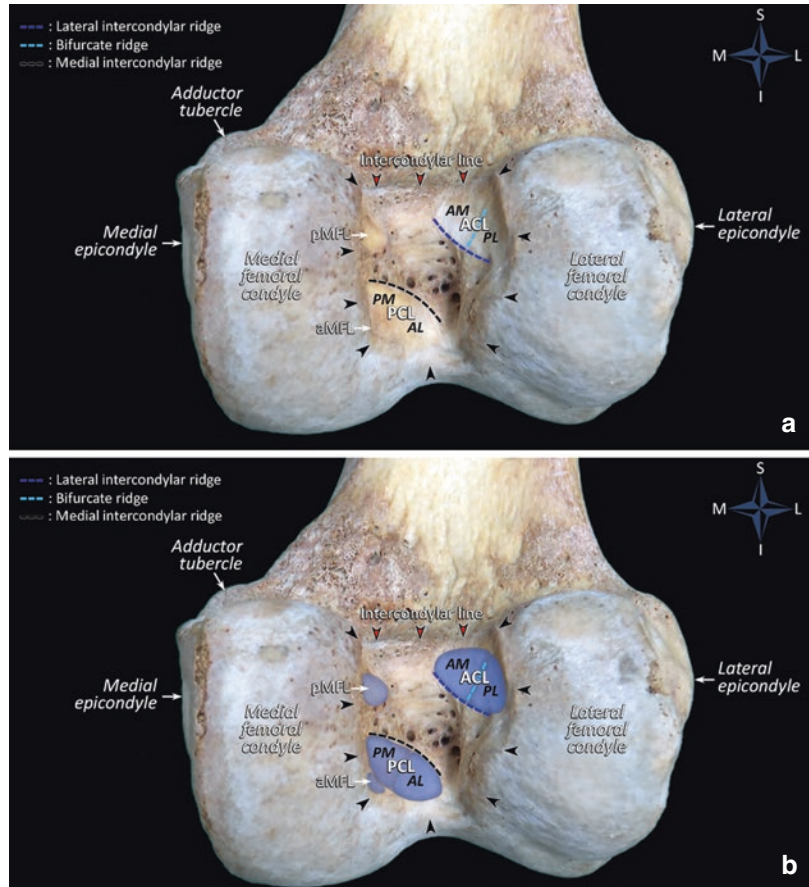 : Lateral intercondylar ridge
: Bifurcate ridge
: Medial intercondylar ridge
S
M
L
I
Adductor
tubercle
Intercondylar line
AM
ACL
PL
Medial
epicondyle
pMFL
Lateral
epicondyle
Medial
femoral
condyle
Lateral
femoral
condyle
PM
PCL
AL
aMFL
a
: Lateral intercondylar ridge
: Bifurcate ridge
: Medial intercondylar ridge
S
M
L
I
Adductor
tubercle
Intercondylar line
AM
ACL
PL
Medial
epicondyle
pMFL
Lateral
epicondyle
Medial
femoral
condyle
Lateral
femoral
condyle
PM
PCL
AL
aMFL
b